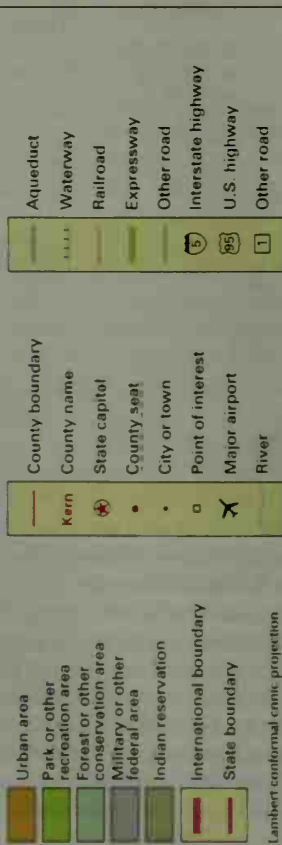 Urban area
Park or other
recreation area
Forest or other
conservation area
Military or other
federal area
Indian reservation
International boundary
State boundary
Lambert conformal conic projection
County boundary
Kern County name
State capital
County seat
City or town
Point of interest
Major airport
River
Aqueduct
Waterway
Railroad
Expressway
Other road
5 Interstate highway
95 U.S. highway
1 Other road